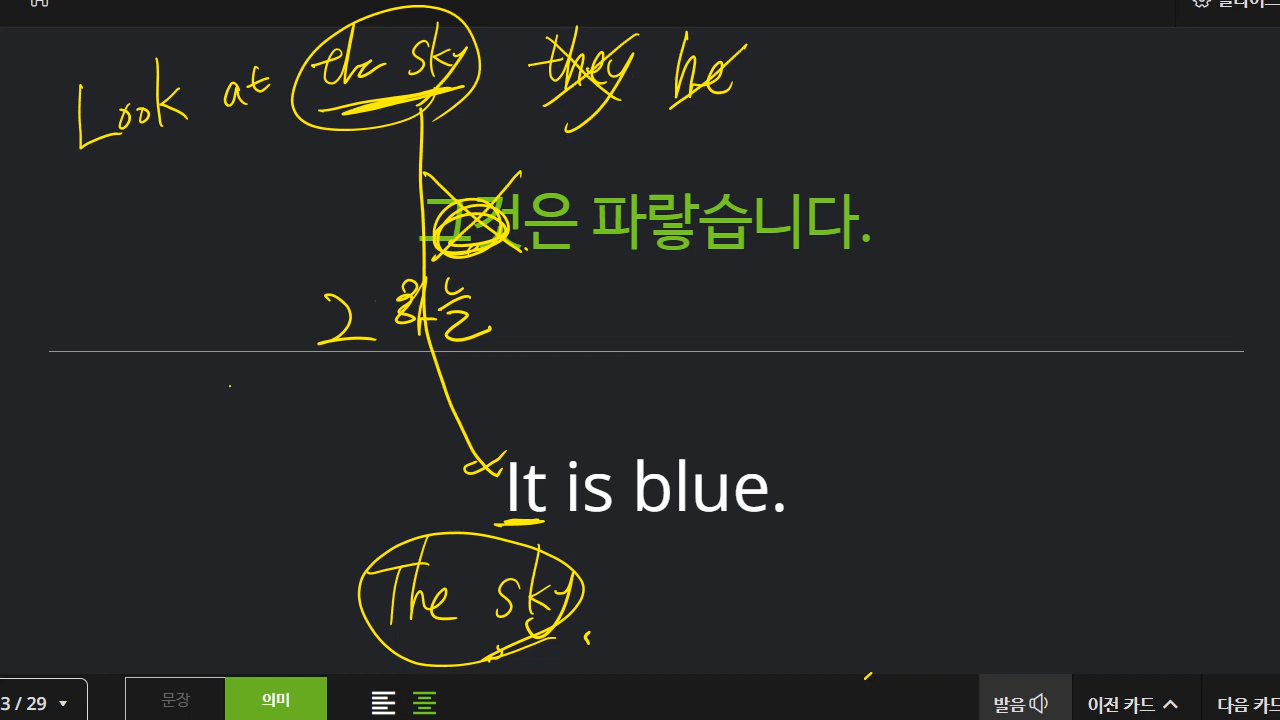 Look at the sky they he
그것은 파랗습니다.
그 하늘
It is blue.
The sky.
3 / 29 문장 의미 발음 이전 카드 다음 카드